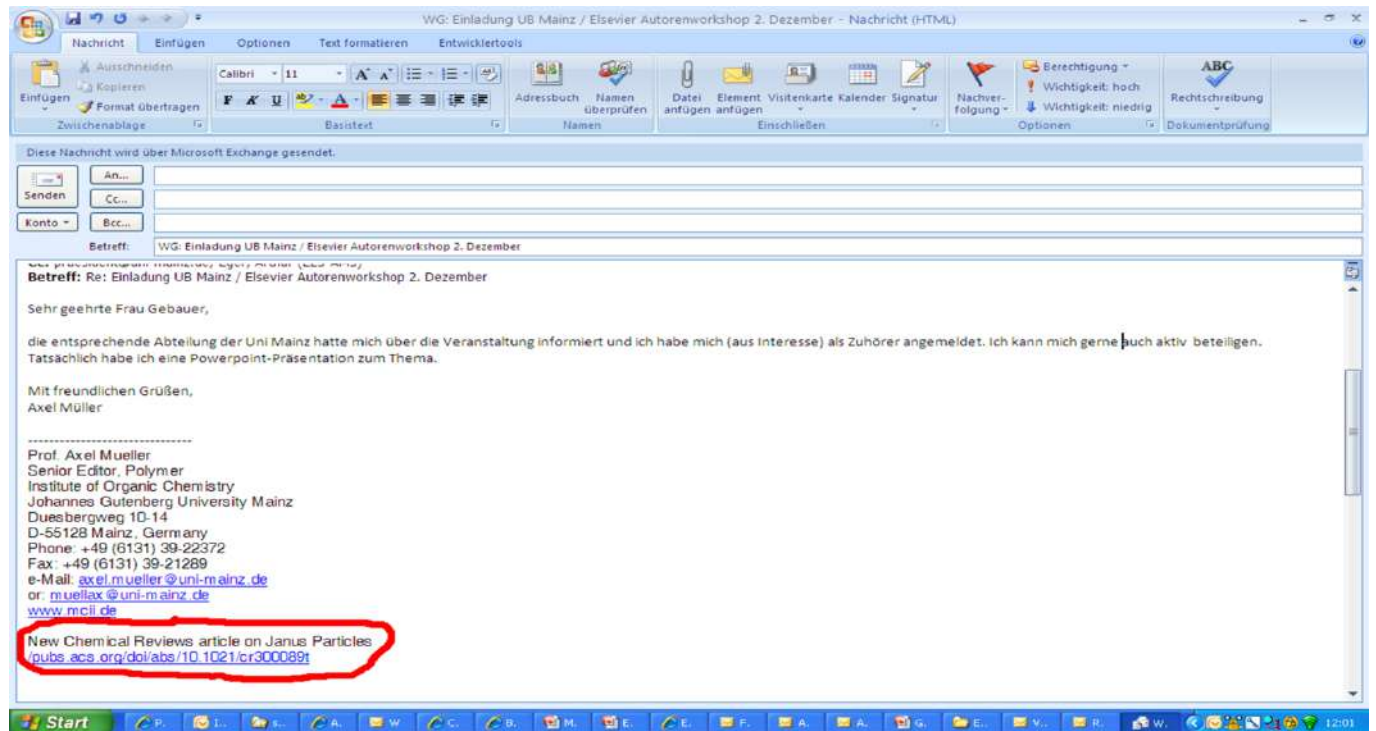 WG: Einladung UB Mainz / Elsevier Autorenworkshop 2. Dezember - Nachricht (HTML)
Nachricht Einfügen Optionen Text formatieren Entwicklertools
Ausschneiden
Kopieren
Format übertragen
Einfügen
Zwischenablage
Calibri 11
F K U
Basistext
Adressbuch Namen überprüfen
Namen
Datei anfügen Element anfügen Visitenkarte Kalender Signatur
Einschließen
Nachver-
folgung
Berechtigung
Wichtigkeit: hoch
Wichtigkeit: niedrig
Optionen
ABC
Rechtschreibung
Dokumentprüfung
Diese Nachricht wird über Microsoft Exchange gesendet.
Senden
An...
Cc...
Konto
Bcc...
Betreff: WG: Einladung UB Mainz / Elsevier Autorenworkshop 2. Dezember
Betreff: Re: Einladung UB Mainz / Elsevier Autorenworkshop 2. Dezember
Sehr geehrte Frau Gebauer,
die entsprechende Abteilung der Uni Mainz hatte mich über die Veranstaltung informiert und ich habe mich (aus Interesse) als Zuhörer angemeldet. Ich kann mich gerne auch aktiv beteiligen.
Tatsächlich habe ich eine Powerpoint-Präsentation zum Thema.
Mit freundlichen Grüßen,
Axel Müller
-------------------------------
Prof. Axel Mueller
Senior Editor, Polymer
Institute of Organic Chemistry
Johannes Gutenberg University Mainz
Duesbergweg 10-14
D-55128 Mainz, Germany
Phone: +49 (6131) 39-22372
Fax: +49 (6131) 39-21289
e-Mail: axel.mueller@uni-mainz.de
or: muellax@uni-mainz.de
www.mcii.de
New Chemical Reviews article on Janus Particles
/pubs.acs.org/doi/abs/10.1021/cr300089t
Start P. I.. s.. A. W C. B. M. E. E. F. A. A. G. E.. V.. R. W. 12:01